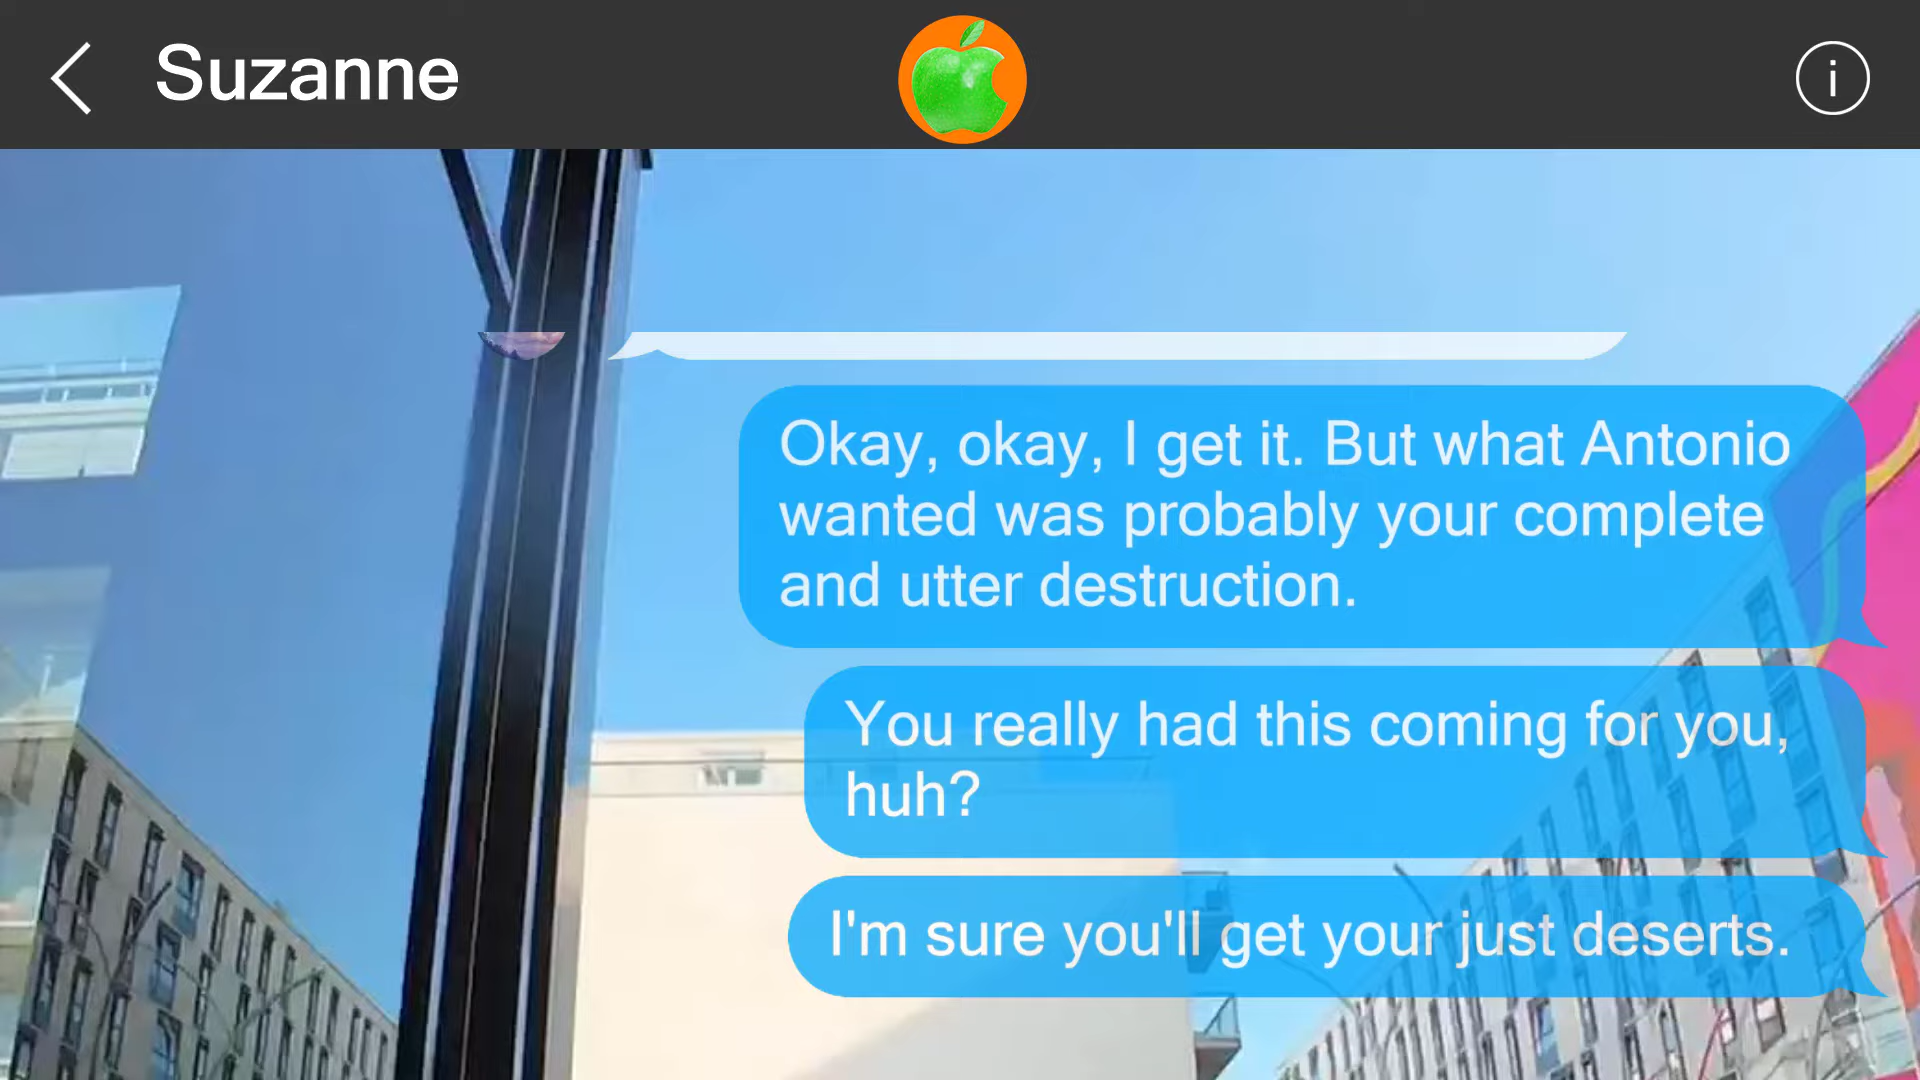 Suzanne
Okay, okay, I get it. But what Antonio
wanted was probably your complete
and utter destruction.
You really had this coming for you,
huh?
I'm sure you'll get your just deserts.